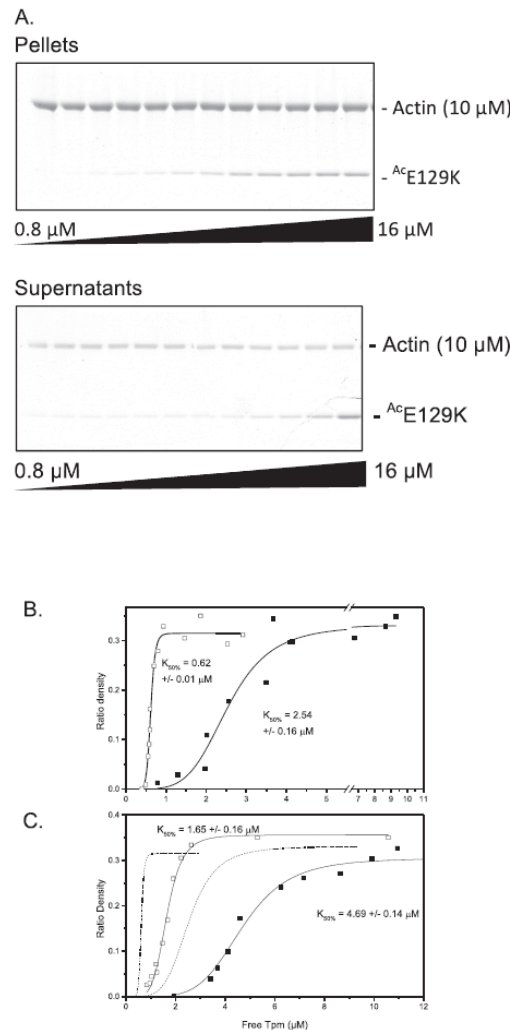 A.
Pellets
- Actin (10 µM)
- AcE129K
0.8 µM
16 µM
Supernatants
- Actin (10 µM)
- AcE129K
0.8 µM
16 µM
B.
Ratio density
0.3
0.2
0.1
0.0
K50% = 0.62
+/- 0.01 µM
K50% = 2.54
+/- 0.16 µM
0 1 2 3 4 5 6 7 8 9 10 11
C.
Ratio Density
0.4
0.3
0.2
0.1
0.0
K50% = 1.65 +/- 0.16 µM
K50% = 4.69 +/- 0.14 µM
0 2 4 6 8 10 12
Free Tpm (µM)